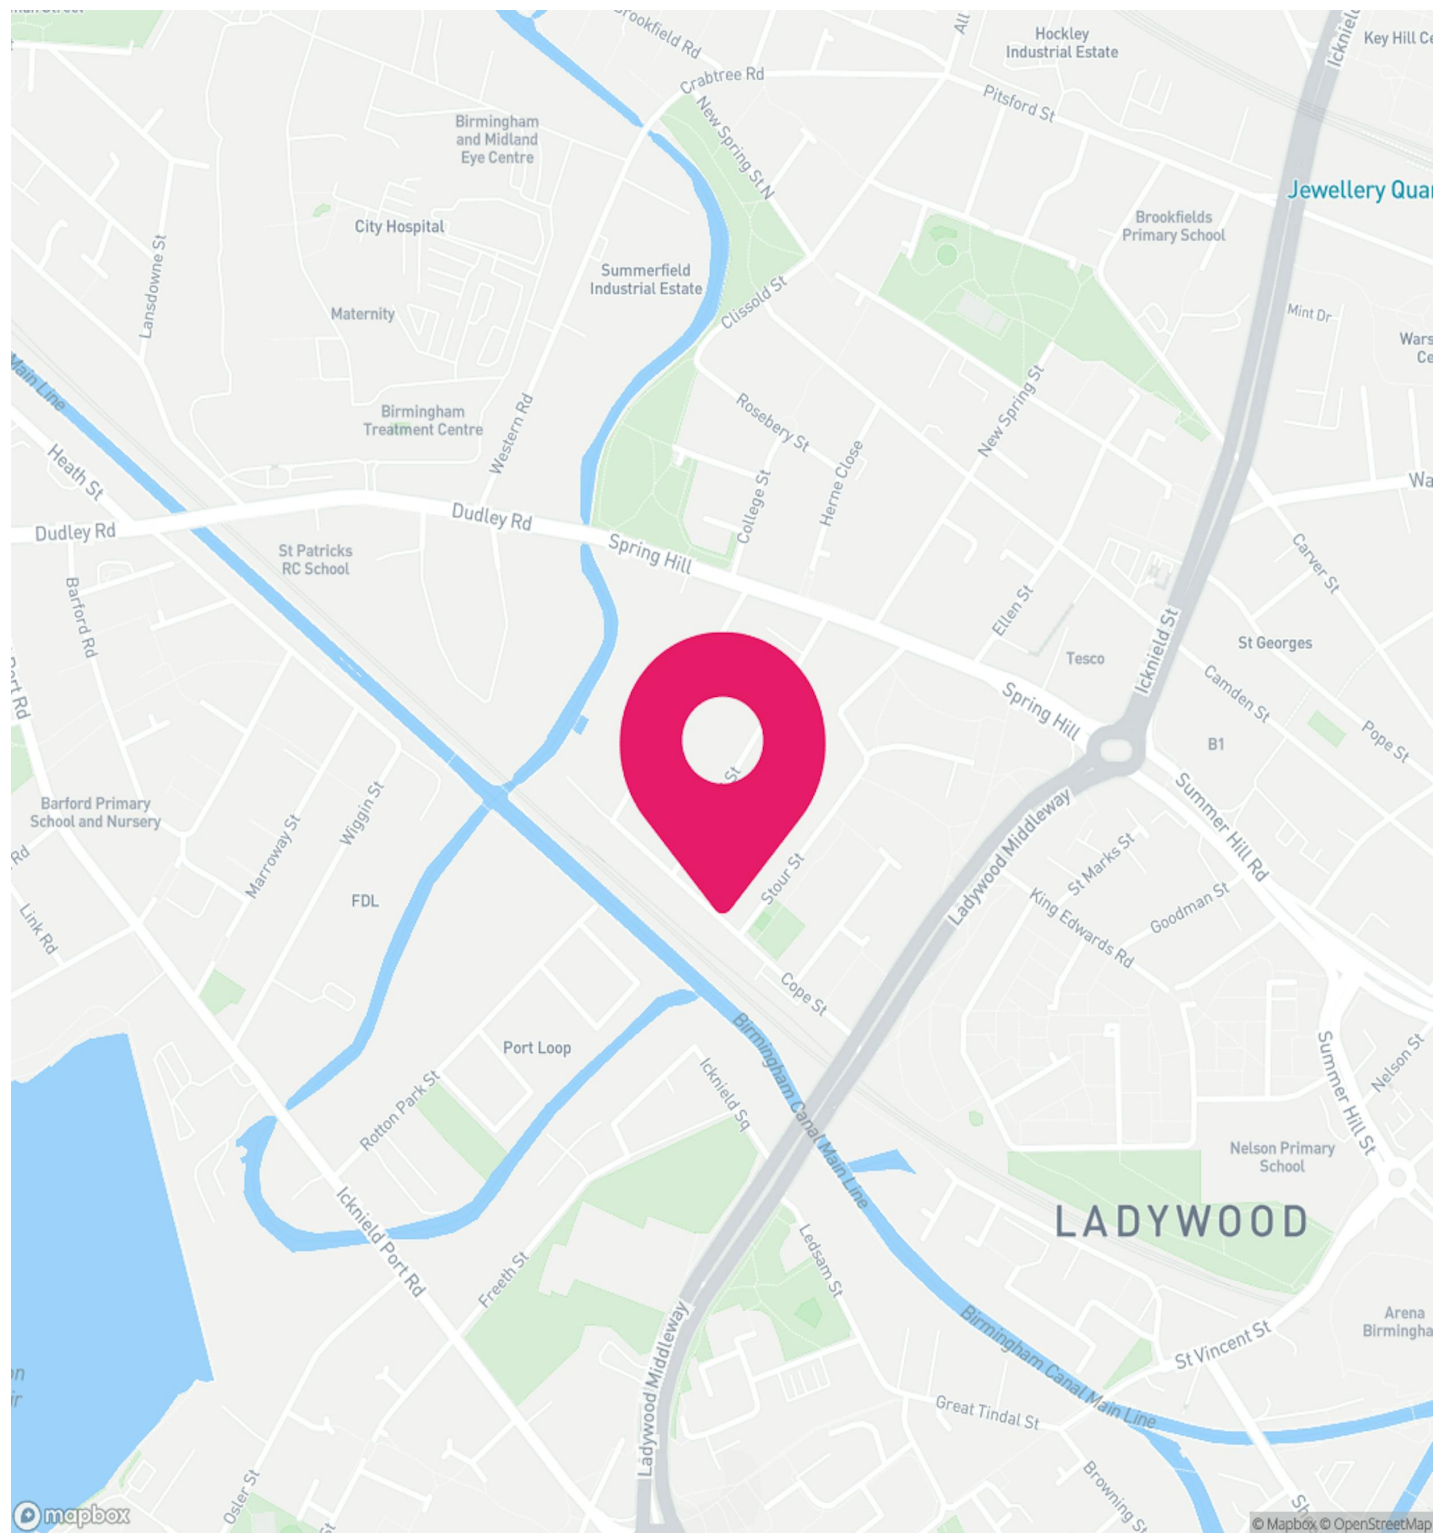 Brookfield Rd
All
Hockley
Industrial Estate
Icknield
Key Hill Ce
Crabtree Rd
Pitsford St
New Spring St N
Birmingham
and Midland
Eye Centre
Jewellery Quar
City Hospital
Brookfields
Primary School
Lansdowne St
Summerfield
Industrial Estate
Clissold St
Maternity
Mint Dr
Wars
Ce
Main Line
Birmingham
Treatment Centre
Western Rd
Rosebery St
New Spring St
Heath St
College St
Herne Close
Wa
Dudley Rd
Dudley Rd
Spring Hill
St Patricks
RC School
Carver St
Barford Rd
Ellen St
Icknield St
St Georges
Tesco
Port Rd
Spring Hill
Camden St
Pope St
B1
St
Barford Primary
School and Nursery
Wiggin St
Marroway St
Summer Hill Rd
Ladywood Middleway
St Marks St
Rd
Stour St
FDL
Link Rd
King Edwards Rd
Goodman St
Cope St
Port Loop
Birmingham Canal Main Line
Icknield Sq
Rotton Park St
Summer Hill St
Nelson St
Nelson Primary
School
LADYWOOD
Icknield Port Rd
Freeth St
Ledsam St
Ladywood Middleway
Birmingham Canal Main Line
St Vincent St
Arena
Birmingha
Great Tindal St
Osler St
Browning St
St
mapbox
© Mapbox © OpenStreetMap